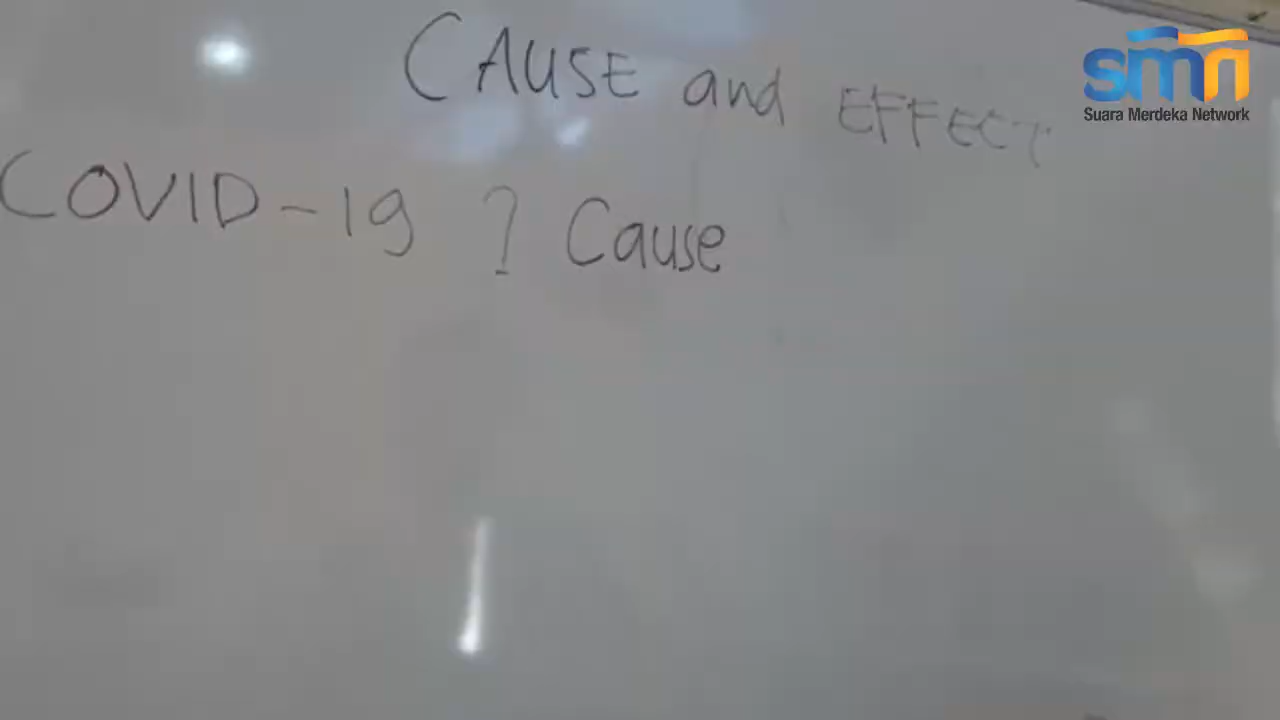 CAUSE and EFFECT
COVID-19 ? Cause
smn
Suara Merdeka Network